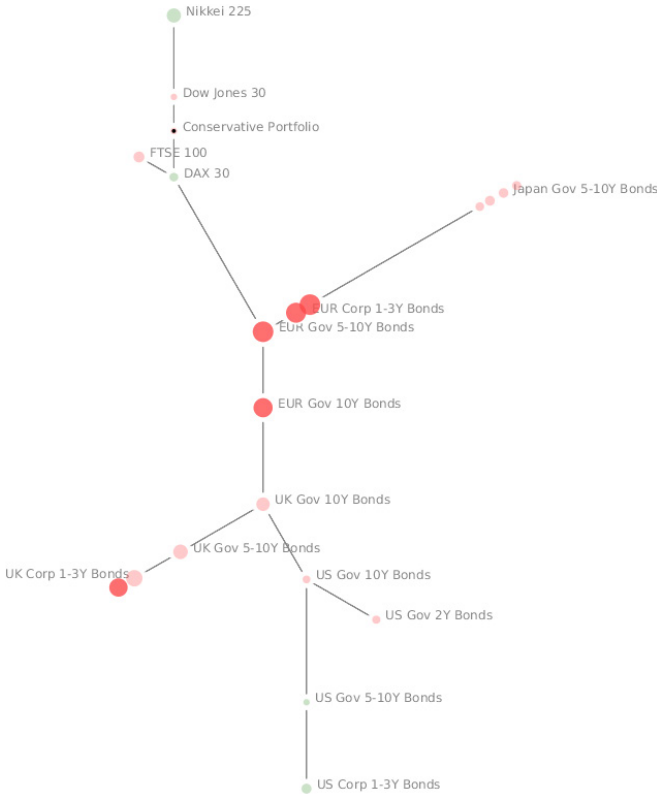 Nikkei 225
Dow Jones 30
Conservative Portfolio
FTSE 100
DAX 30
Japan Gov 5-10Y Bonds
EUR Corp 1-3Y Bonds
EUR Gov 5-10Y Bonds
EUR Gov 10Y Bonds
UK Gov 10Y Bonds
UK Gov 5-10Y Bonds
UK Corp 1-3Y Bonds
US Gov 10Y Bonds
US Gov 2Y Bonds
US Gov 5-10Y Bonds
US Corp 1-3Y Bonds